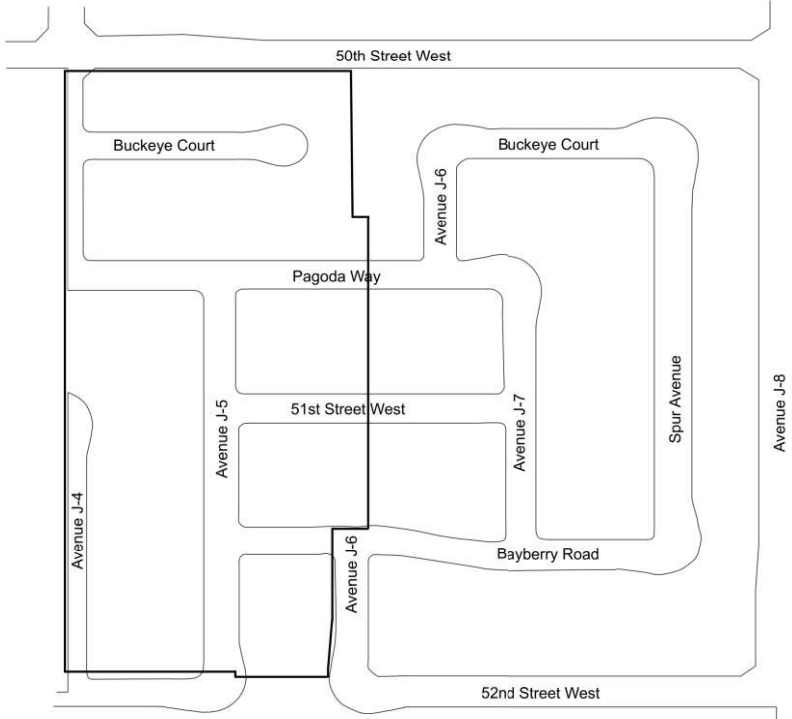 50th Street West
Buckeye Court
Buckeye Court
Avenue J-6
Pagoda Way
51st Street West
Avenue J-5
Avenue J-7
Spur Avenue
Avenue J-8
Avenue J-4
Avenue J-6
Bayberry Road
52nd Street West